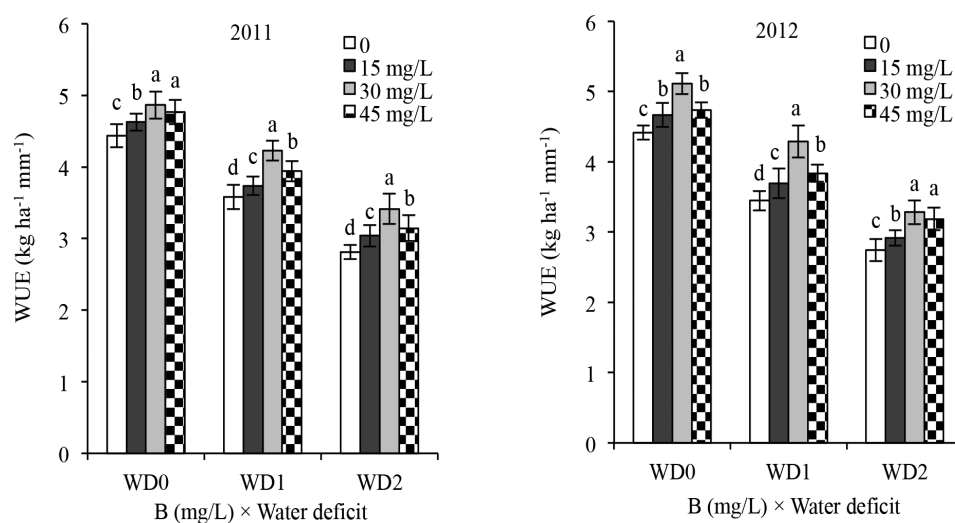 2011
0
15 mg/L
30 mg/L
45 mg/L
WUE (kg ha⁻¹ mm⁻¹)
6
5
4
3
2
1
0
c b a a
d c a b
d c a b
WD0 WD1 WD2
B (mg/L) × Water deficit
2012
0
15 mg/L
30 mg/L
45 mg/L
WUE (kg ha⁻¹ mm⁻¹)
6
5
4
3
2
1
0
c b a b
d c a b
c b a a
WD0 WD1 WD2
B (mg/L) × Water deficit